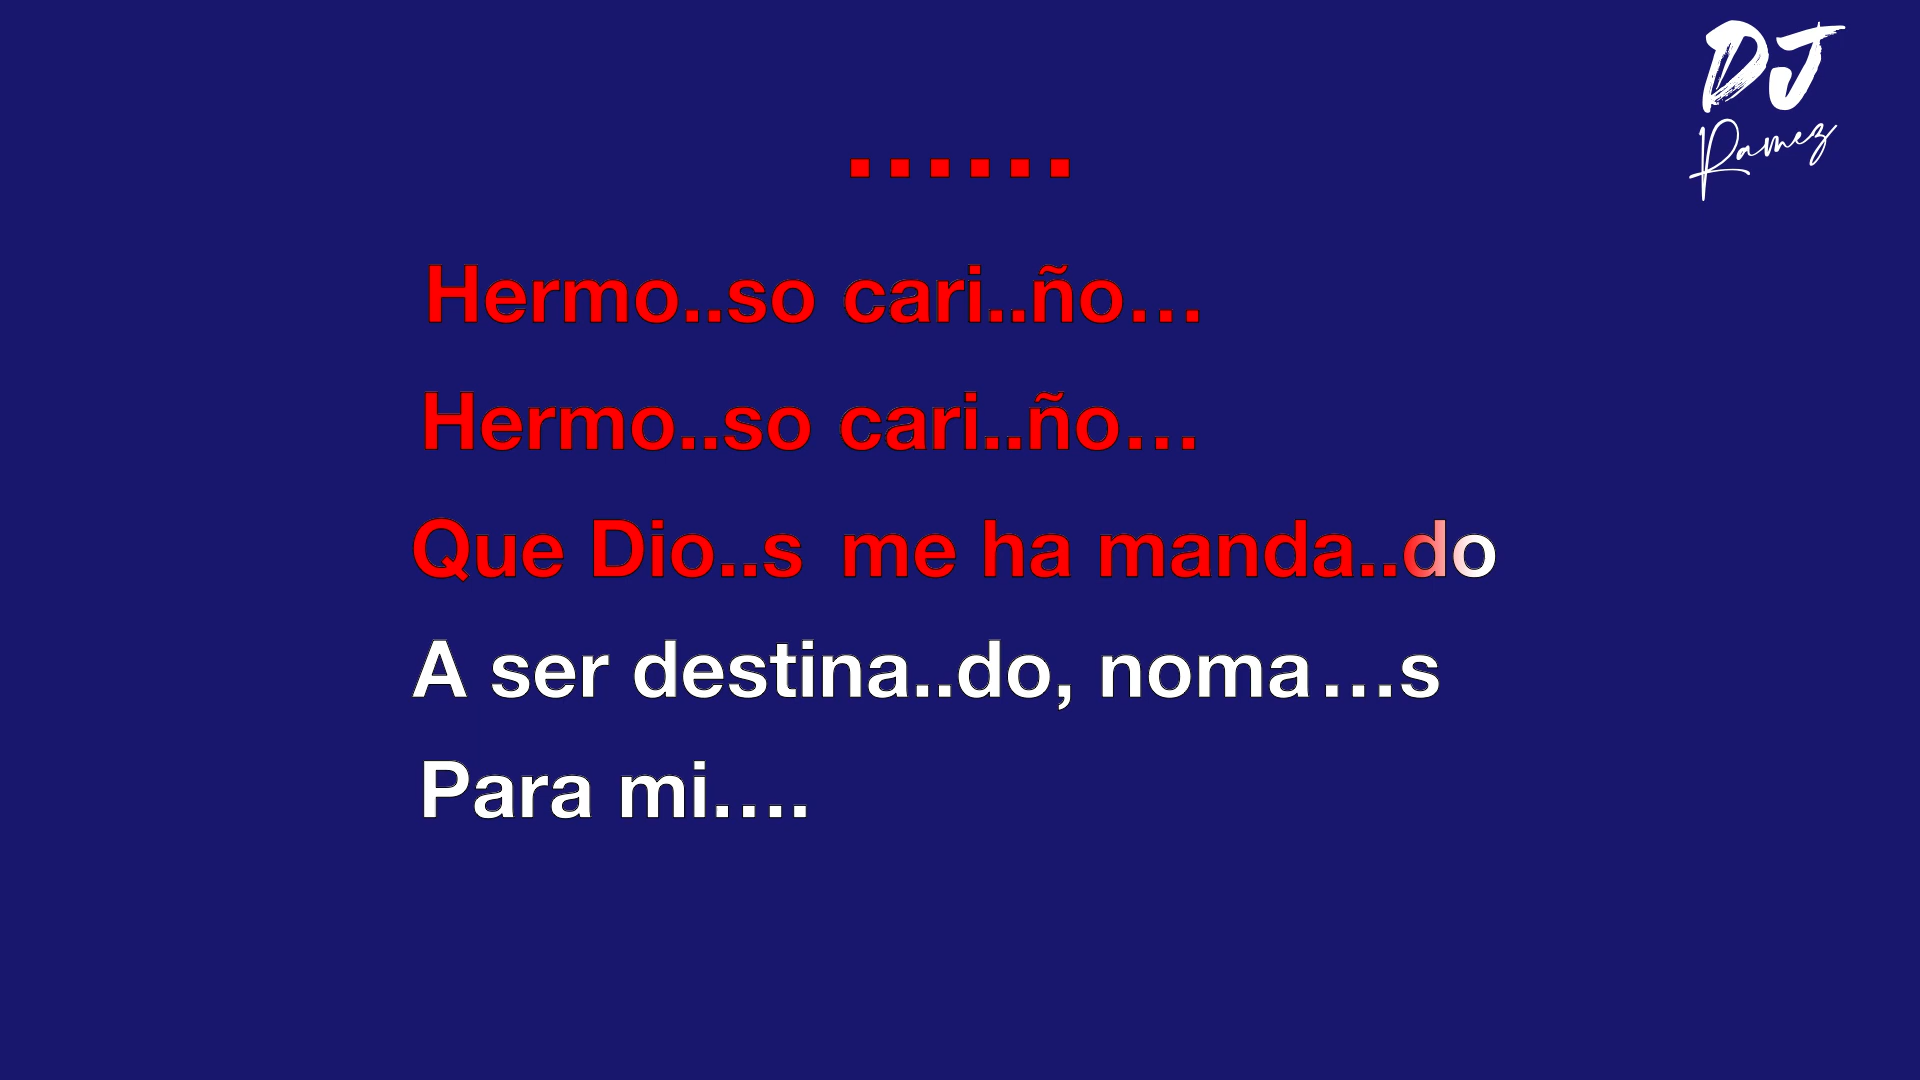 DJ
Ramez
......
Hermo..so cari..ño...
Hermo..so cari..ño...
Que Dio..s me ha manda..do
A ser destina..do, noma...s
Para mi....